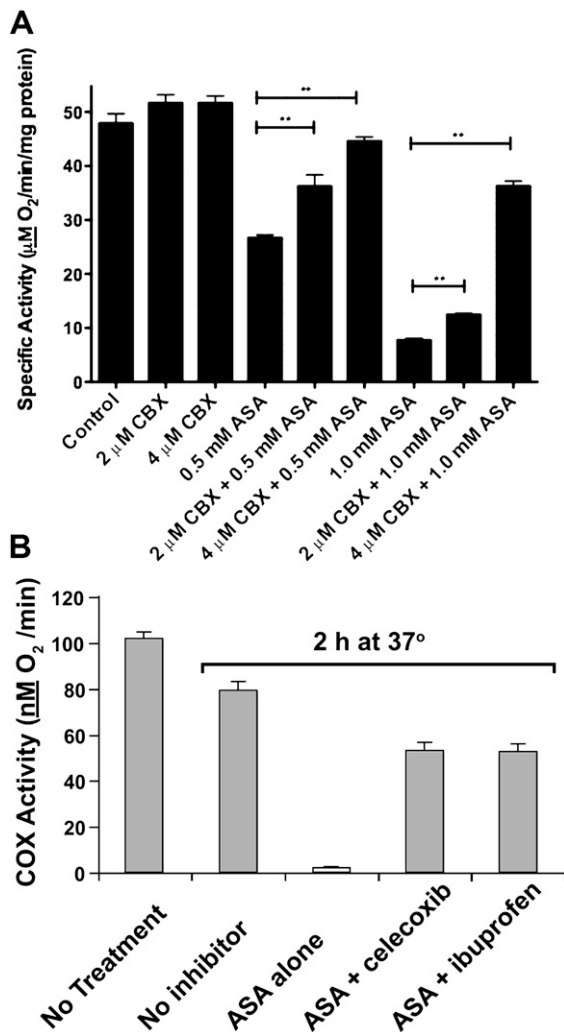 A
Specific Activity (μM O2/min/mg protein)
50
40
30
20
10
0
**
**
**
**
Control
2 μM CBX
4 μM CBX
0.5 mM ASA
2 μM CBX + 0.5 mM ASA
4 μM CBX + 0.5 mM ASA
1.0 mM ASA
2 μM CBX + 1.0 mM ASA
4 μM CBX + 1.0 mM ASA
B
COX Activity (nM O2 /min)
120
100
80
60
40
20
0
2 h at 37°
No Treatment
No inhibitor
ASA alone
ASA + celecoxib
ASA + ibuprofen